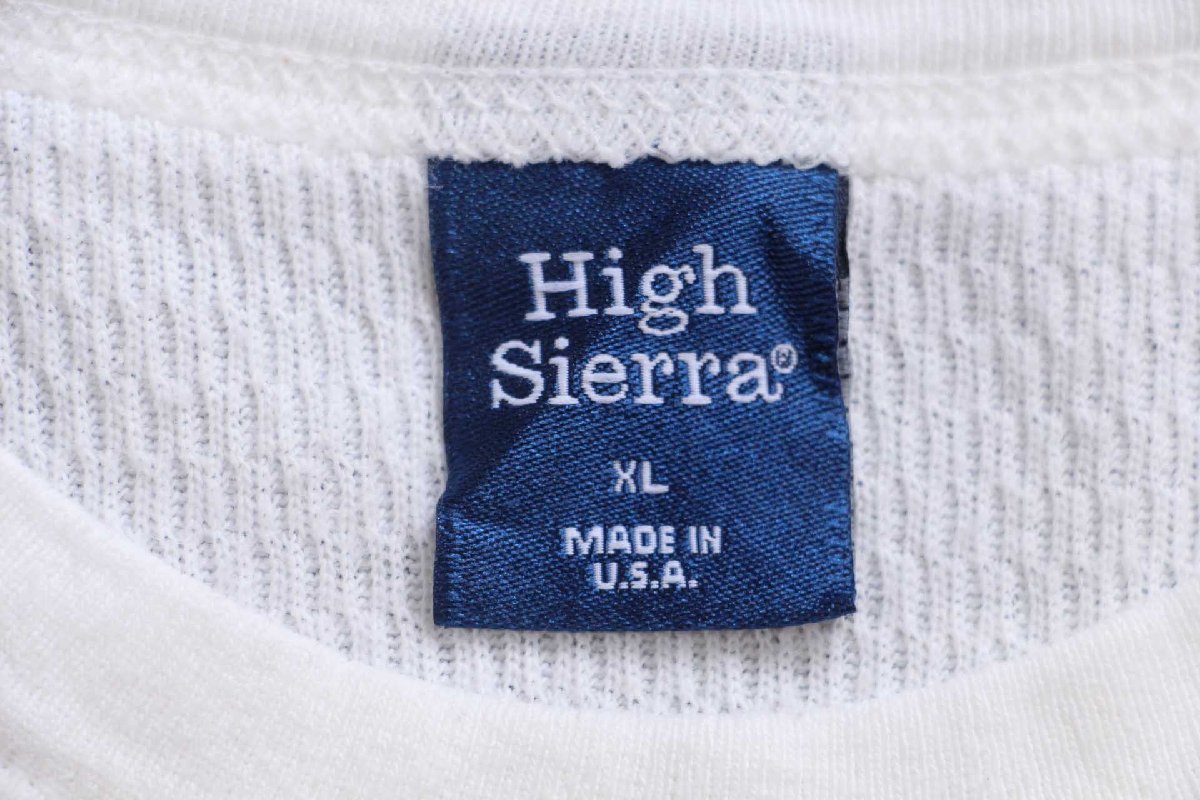 High
Sierra®
XL
MADE IN
U.S.A.